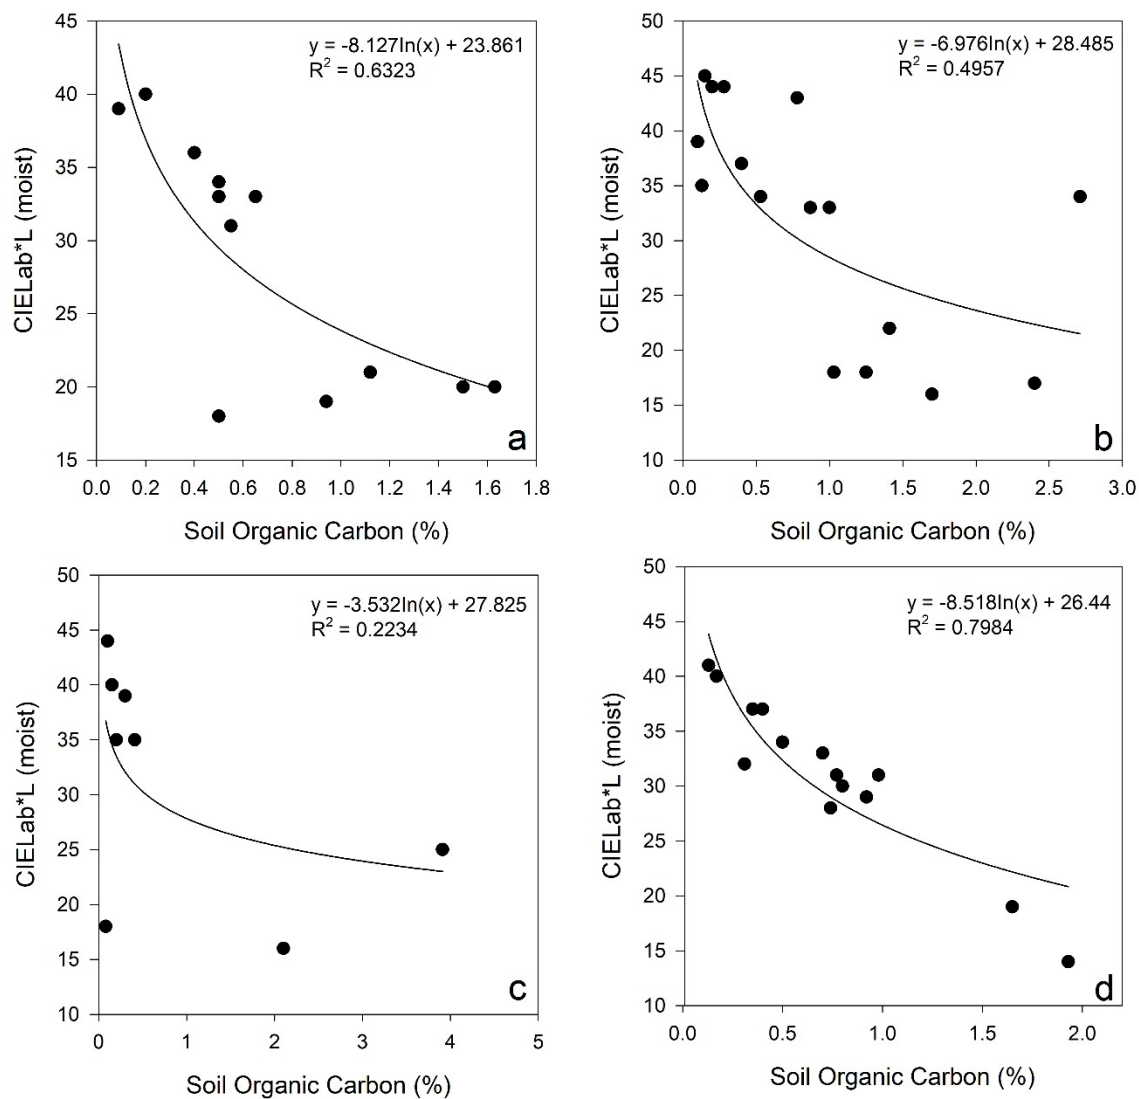 45
40
35
30
25
20
15
CIELab*L (moist)
y = -8.127ln(x) + 23.861
R² = 0.6323
a
0.0 0.2 0.4 0.6 0.8 1.0 1.2 1.4 1.6 1.8
Soil Organic Carbon (%)
50
45
40
35
30
25
20
15
10
CIELab*L (moist)
y = -6.976ln(x) + 28.485
R² = 0.4957
b
0.0 0.5 1.0 1.5 2.0 2.5 3.0
Soil Organic Carbon (%)
50
45
40
35
30
25
20
15
10
CIELab*L (moist)
y = -3.532ln(x) + 27.825
R² = 0.2234
c
0 1 2 3 4 5
Soil Organic Carbon (%)
50
45
40
35
30
25
20
15
10
CIELab*L (moist)
y = -8.518ln(x) + 26.44
R² = 0.7984
d
0.0 0.5 1.0 1.5 2.0
Soil Organic Carbon (%)